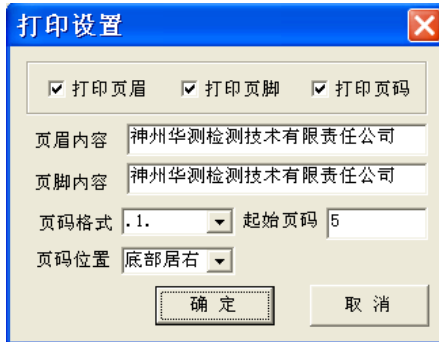 打印设置
打印页眉 打印页脚 打印页码
页眉内容 神州华测检测技术有限责任公司
页脚内容 神州华测检测技术有限责任公司
页码格式 .1. 起始页码 5
页码位置 底部居右
确 定 取 消